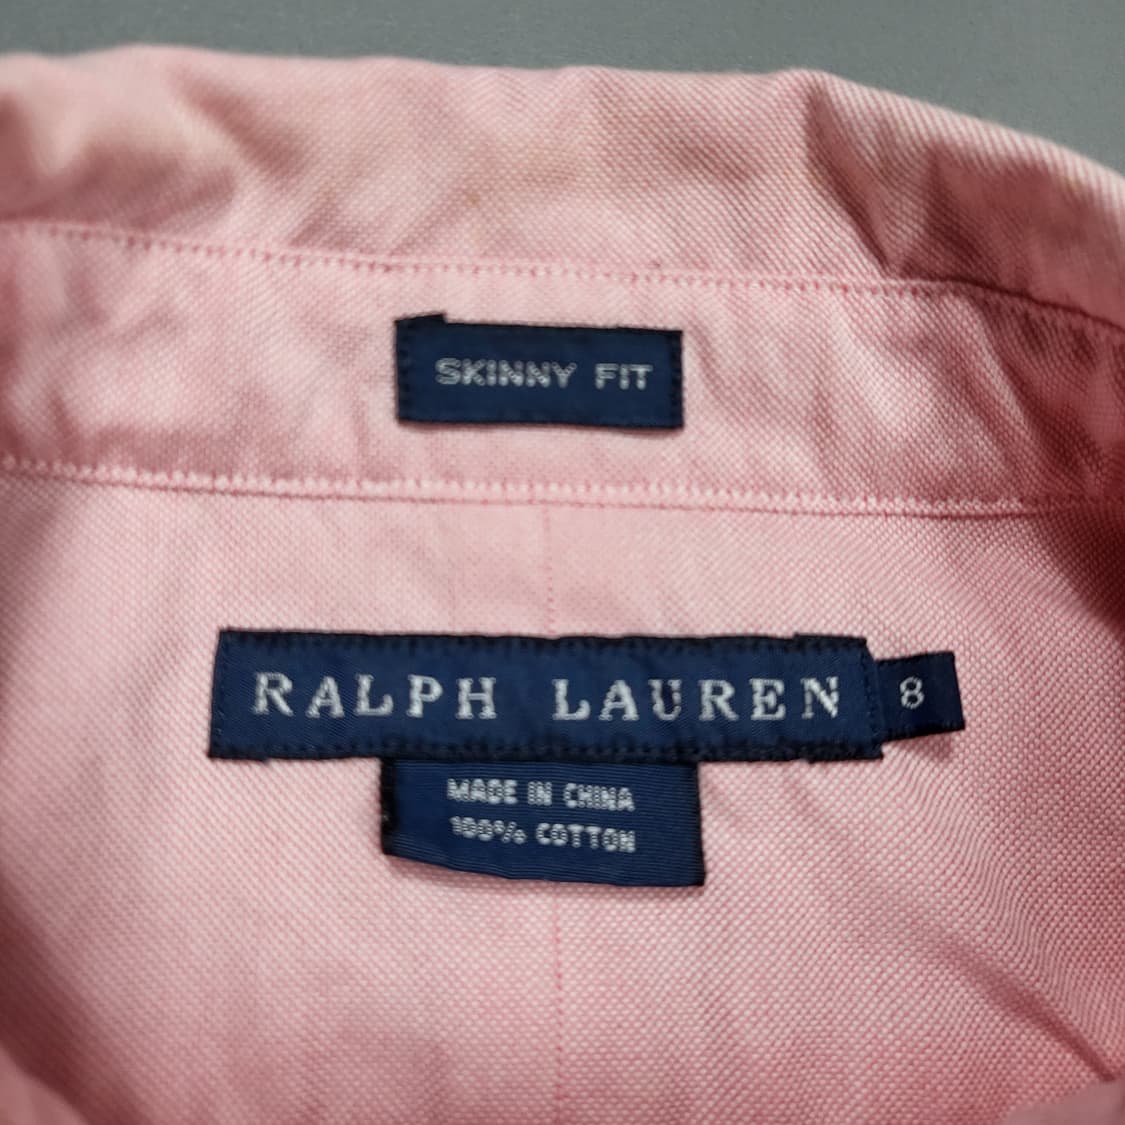 SKINNY FIT
RALPH LAUREN 8
MADE IN CHINA
100% COTTON